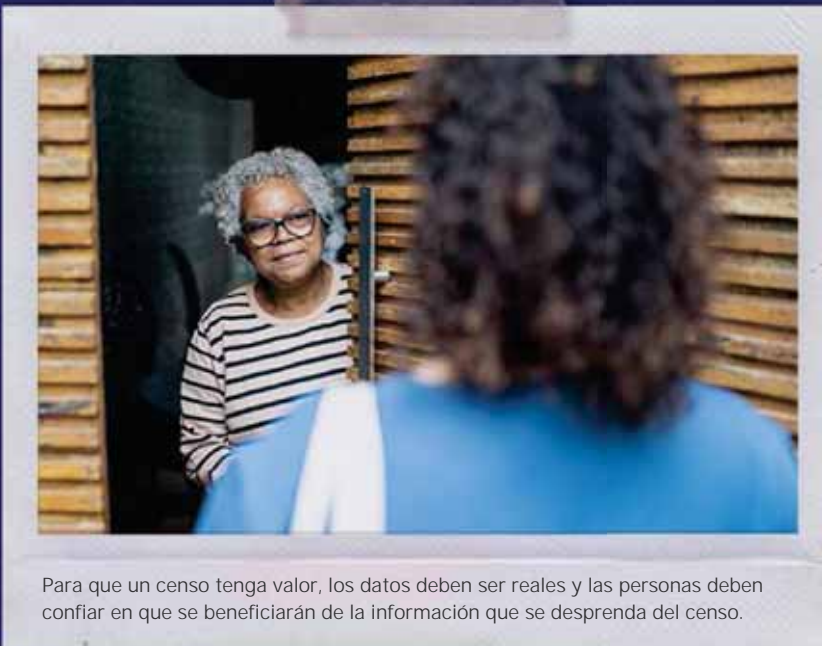 Para que un censo tenga valor, los datos deben ser reales y las personas deben
confiar en que se beneficiarán de la información que se desprenda del censo.